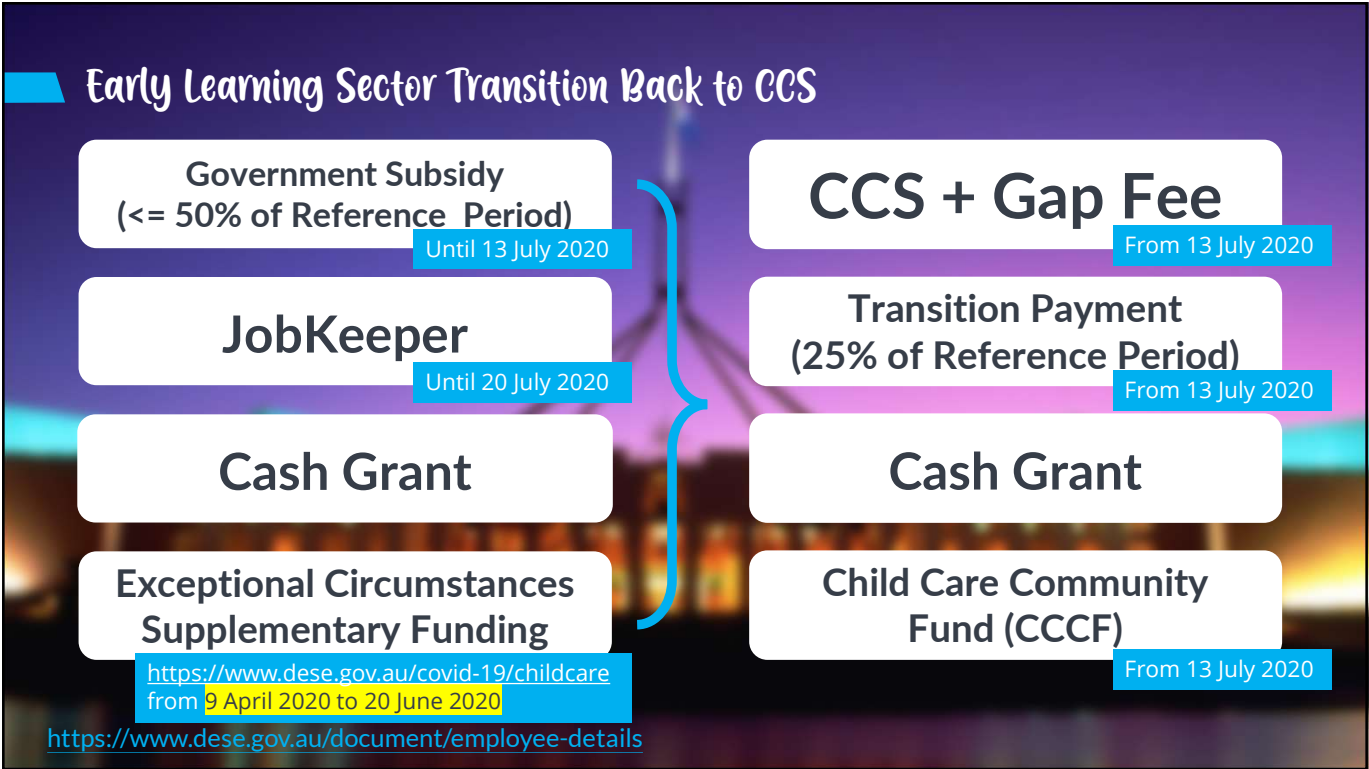 Early Learning Sector Transition Back to CCS
Government Subsidy
(<= 50% of Reference Period)
Until 13 July 2020
JobKeeper
Until 20 July 2020
Cash Grant
Exceptional Circumstances
Supplementary Funding
https://www.dese.gov.au/covid-19/childcare
from 9 April 2020 to 20 June 2020
https://www.dese.gov.au/document/employee-details
CCS + Gap Fee
From 13 July 2020
Transition Payment
(25% of Reference Period)
From 13 July 2020
Cash Grant
Child Care Community
Fund (CCCF)
From 13 July 2020